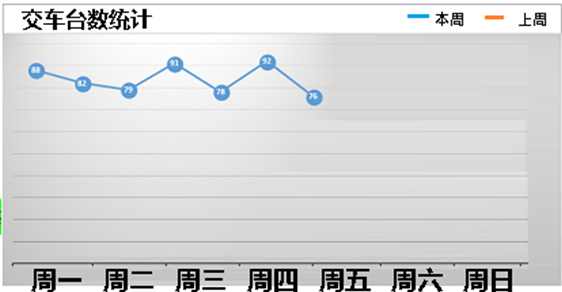 交车台数统计
本周 上周
88 82 79 91 78 92 76
周一 周二 周三 周四 周五 周六 周日